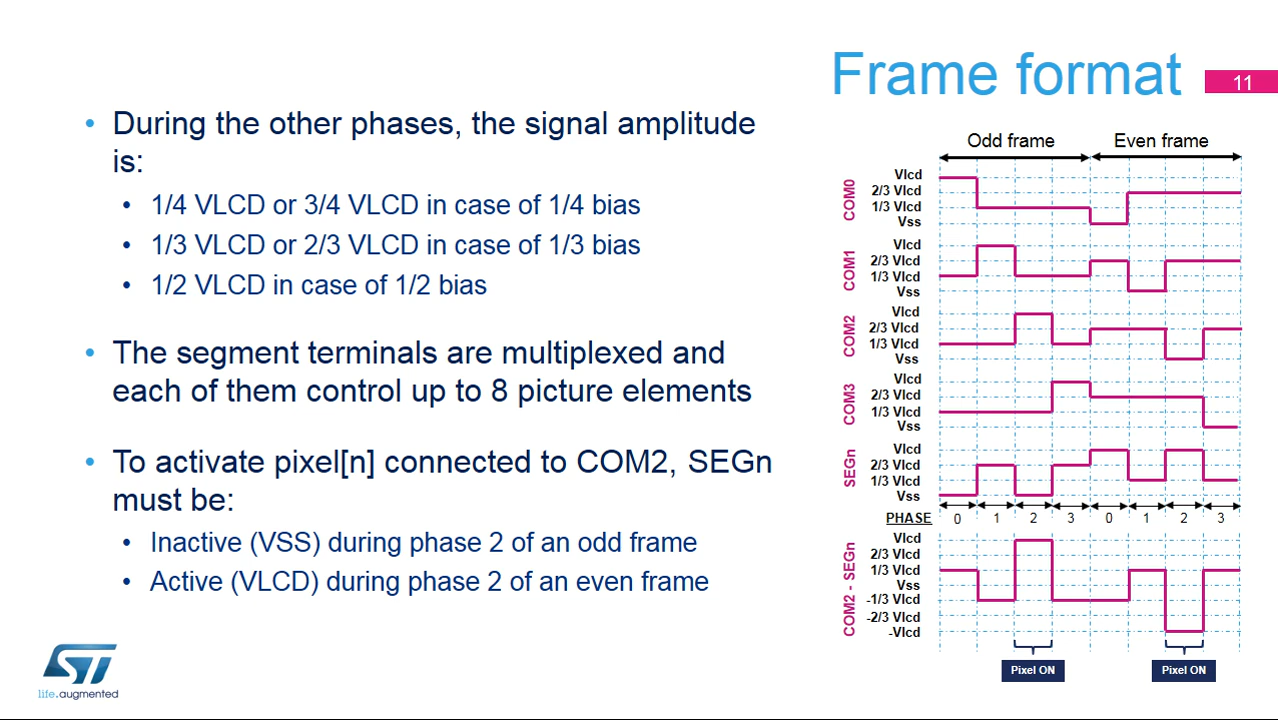 Frame format
11
• During the other phases, the signal amplitude
is:
• 1/4 VLCD or 3/4 VLCD in case of 1/4 bias
• 1/3 VLCD or 2/3 VLCD in case of 1/3 bias
• 1/2 VLCD in case of 1/2 bias
• The segment terminals are multiplexed and
each of them control up to 8 picture elements
• To activate pixel[n] connected to COM2, SEGn
must be:
• Inactive (VSS) during phase 2 of an odd frame
• Active (VLCD) during phase 2 of an even frame
Odd frame Even frame
COM0
Vlcd
2/3 Vlcd
1/3 Vlcd
Vss
COM1
Vlcd
2/3 Vlcd
1/3 Vlcd
Vss
COM2
Vlcd
2/3 Vlcd
1/3 Vlcd
Vss
COM3
Vlcd
2/3 Vlcd
1/3 Vlcd
Vss
SEGn
Vlcd
2/3 Vlcd
1/3 Vlcd
Vss
PHASE 0 1 2 3 0 1 2 3
COM2 - SEGn
Vlcd
2/3 Vlcd
1/3 Vlcd
Vss
-1/3 Vlcd
-2/3 Vlcd
-Vlcd
Pixel ON Pixel ON
ST
life.augmented